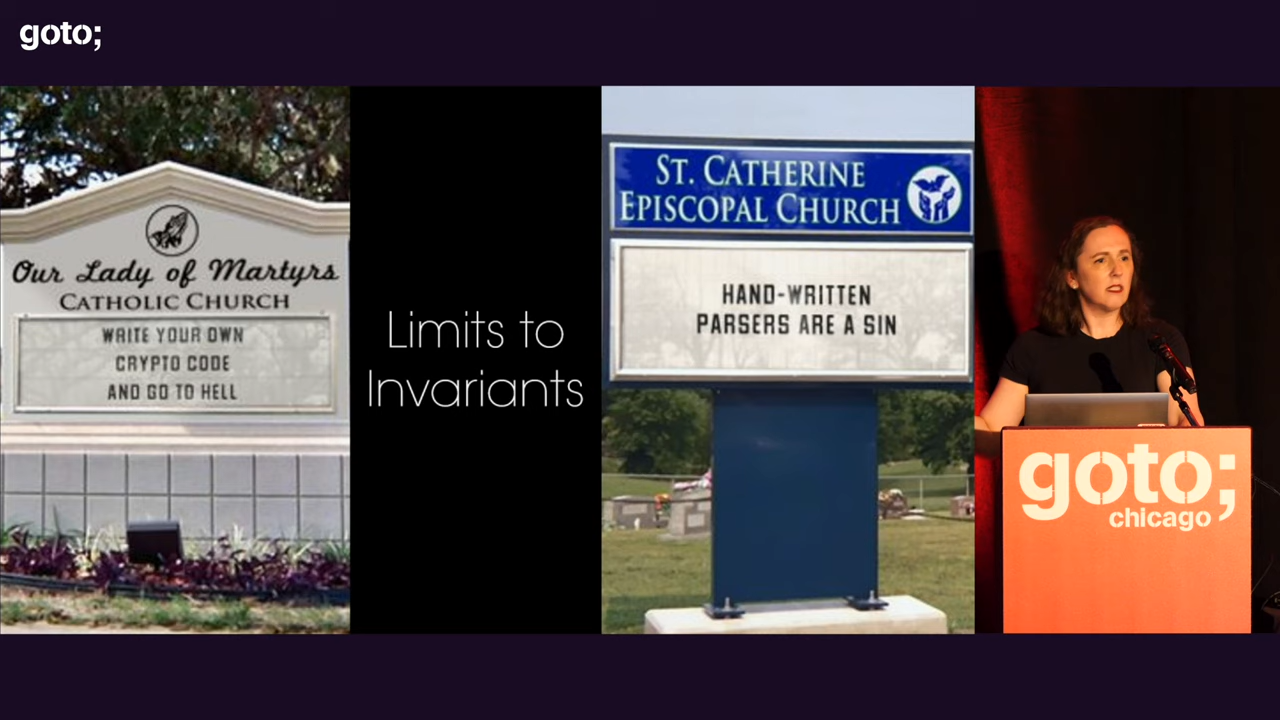 goto;
Our Lady of Martyrs
CATHOLIC CHURCH
WRITE YOUR OWN
CRYPTO CODE
AND GO TO HELL
Limits to
Invariants
ST. CATHERINE
EPISCOPAL CHURCH
HAND-WRITTEN
PARSERS ARE A SIN
goto;
chicago